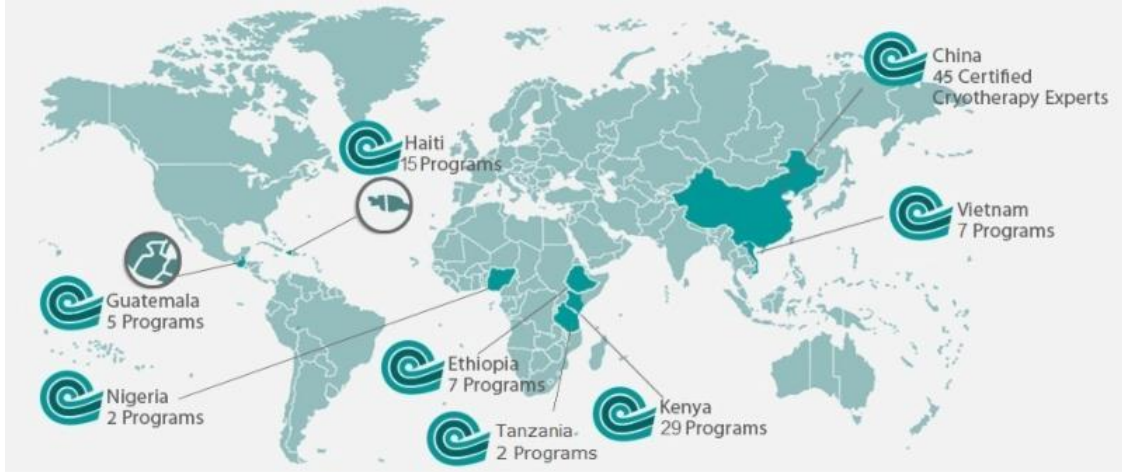 China
45 Certified
Cryotherapy Experts
Haiti
15 Programs
Vietnam
7 Programs
Guatemala
5 Programs
Ethiopia
7 Programs
Nigeria
2 Programs
Kenya
29 Programs
Tanzania
2 Programs